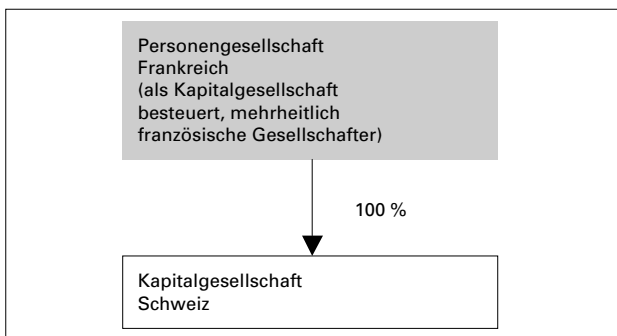 Personengesellschaft
Frankreich
(als Kapitalgesellschaft
besteuert, mehrheitlich
französische Gesellschafter)
100 %
Kapitalgesellschaft
Schweiz